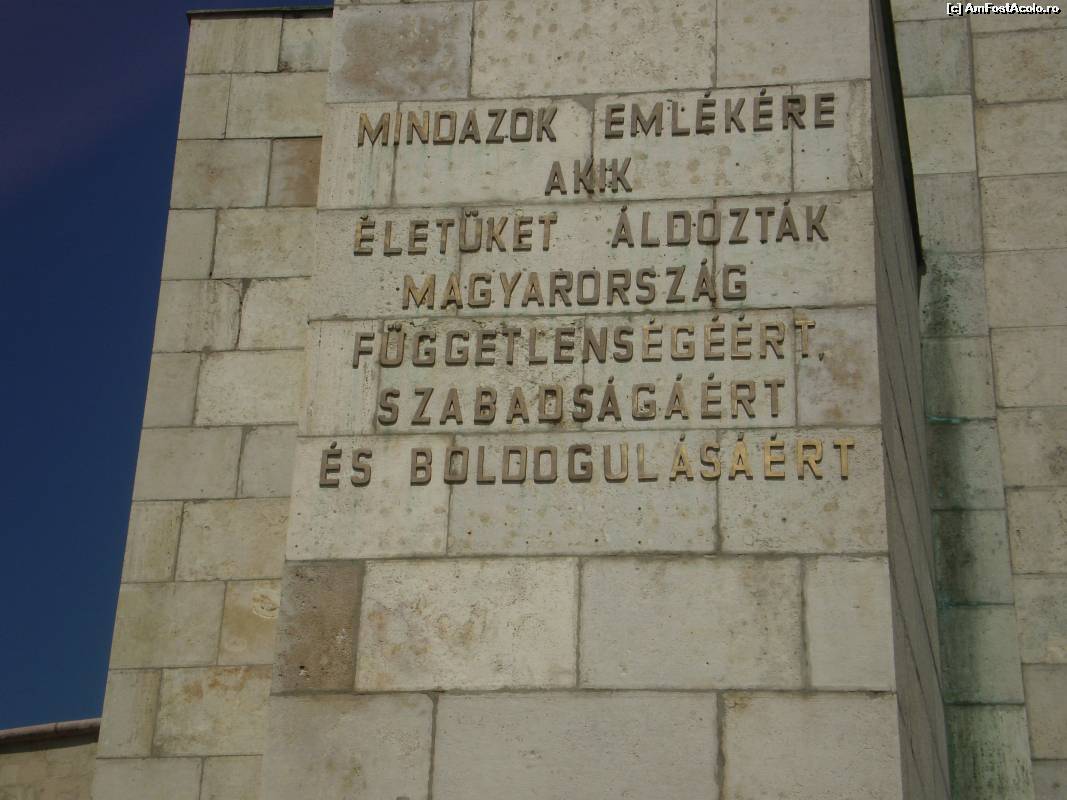 [c] AmFostAcolo.ro
MINDAZOK EMLÉKÉRE
AKIK
ÉLETÜKET ÁLDOZTÁK
MAGYARORSZÁG
FÜGGETLENSÉGÉÉRT,
SZABADSÁGÁÉRT
ÉS BOLDOGULÁSÁÉRT